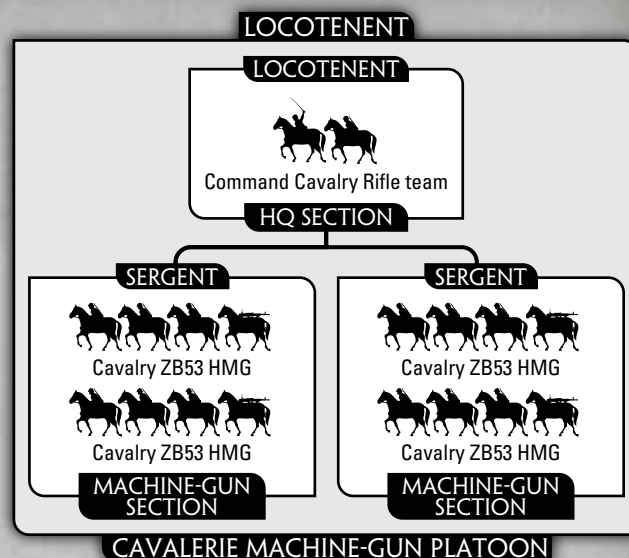 LOCOTENENT
LOCOTENENT
Command Cavalry Rifle team
HQ SECTION
SERGENT
Cavalry ZB53 HMG
Cavalry ZB53 HMG
MACHINE-GUN
SECTION
SERGENT
Cavalry ZB53 HMG
Cavalry ZB53 HMG
MACHINE-GUN
SECTION
CAVALERIE MACHINE-GUN PLATOON